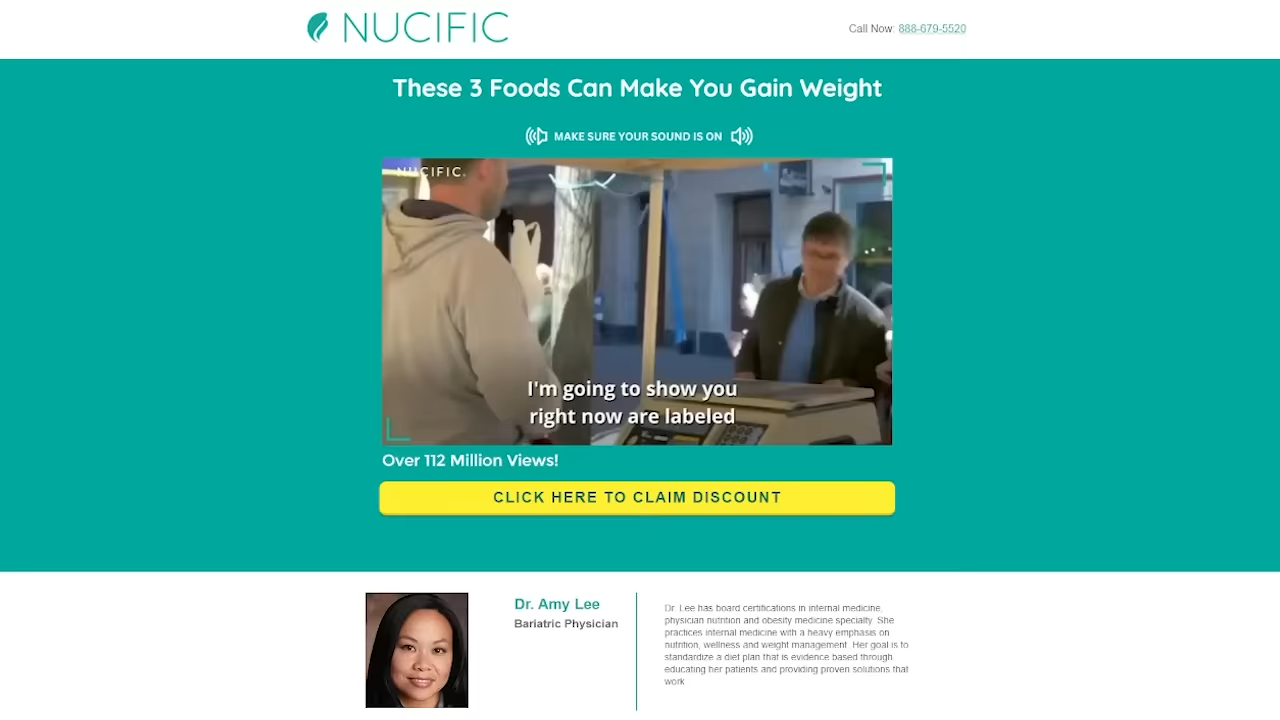 NUCIFIC
Call Now: 888-679-5520
These 3 Foods Can Make You Gain Weight
MAKE SURE YOUR SOUND IS ON
NUCIFIC.
I'm going to show you
right now are labeled
Over 112 Million Views!
CLICK HERE TO CLAIM DISCOUNT
Dr. Amy Lee
Bariatric Physician
Dr. Lee has board certifications in internal medicine,
physician nutrition and obesity medicine specialty. She
practices internal medicine with a heavy emphasis on
nutrition, wellness and weight management. Her goal is to
standardize a diet plan that is evidence based through
educating her patients and providing proven solutions that
work